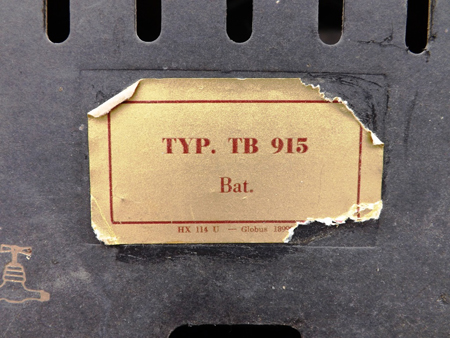 TYP. TB 915
Bat.
HX 114 U — Globus